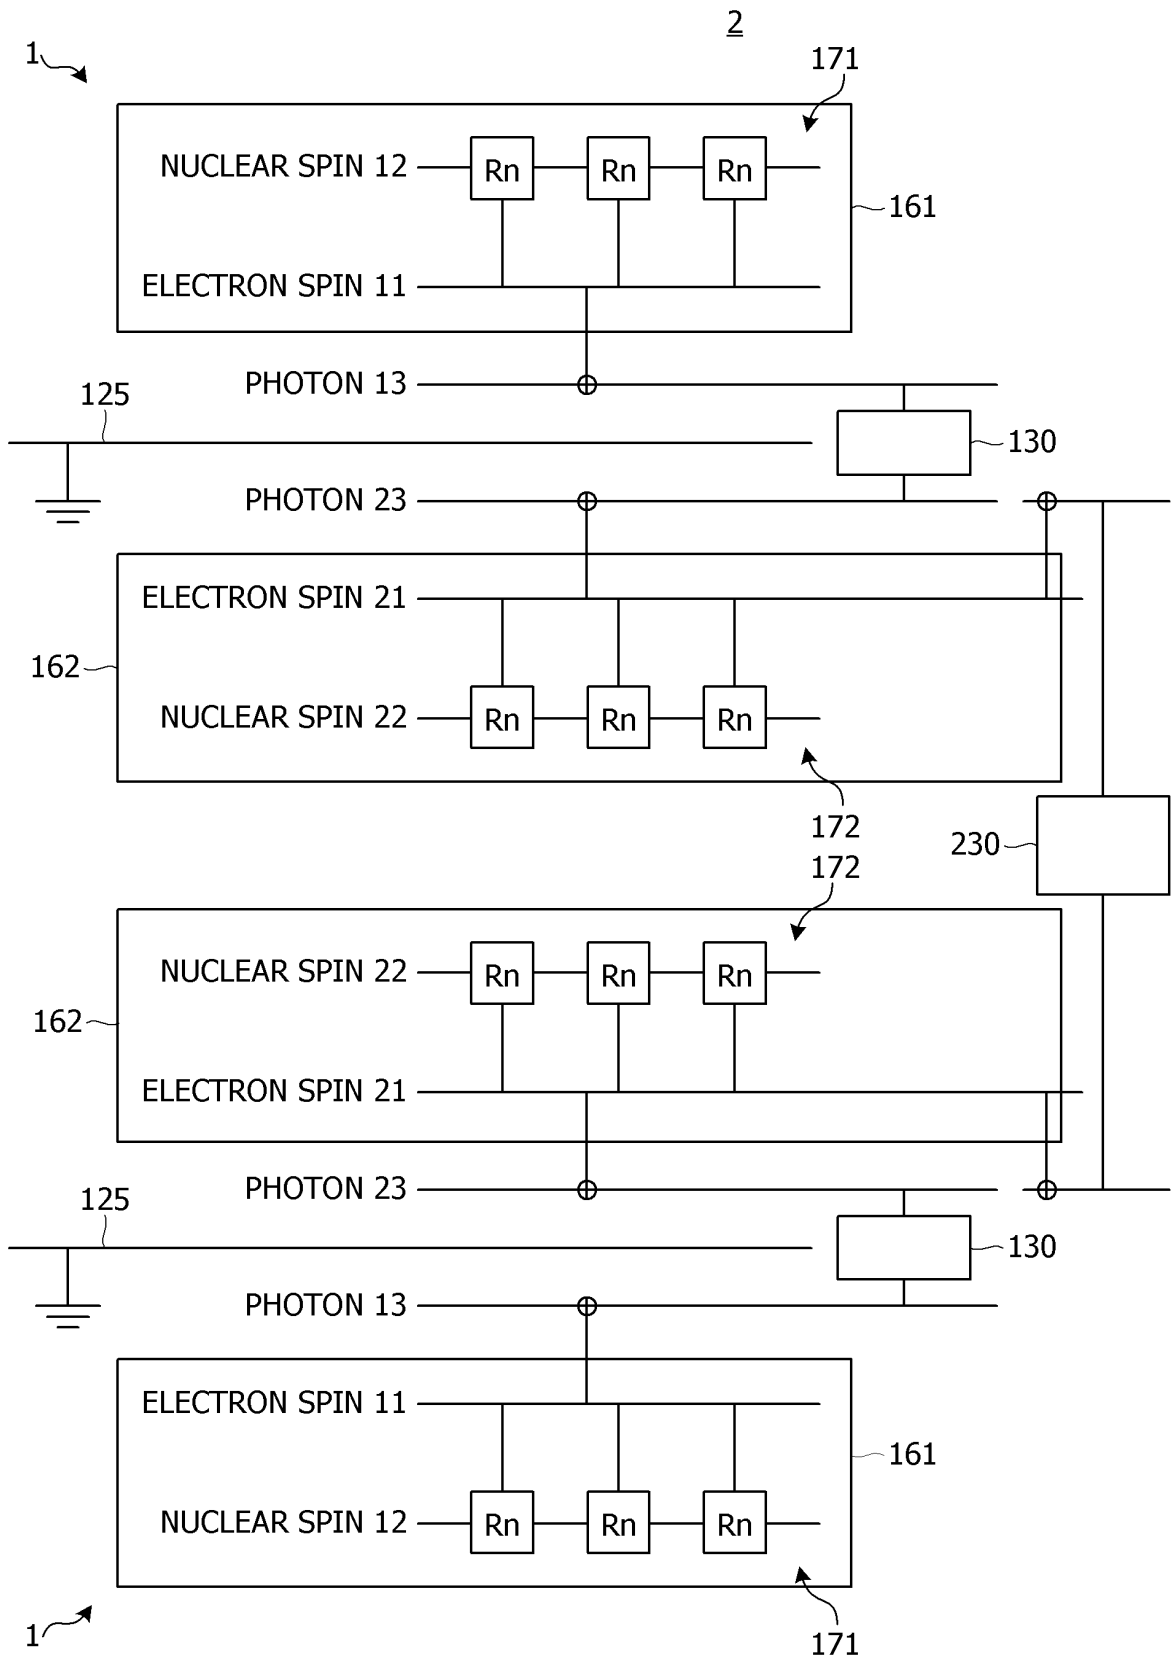 2
1
171
NUCLEAR SPIN 12 Rn Rn Rn
161
ELECTRON SPIN 11
PHOTON 13
125
130
PHOTON 23
ELECTRON SPIN 21
162
NUCLEAR SPIN 22 Rn Rn Rn
172
230
172
NUCLEAR SPIN 22 Rn Rn Rn
162
ELECTRON SPIN 21
PHOTON 23
125
130
PHOTON 13
ELECTRON SPIN 11
161
NUCLEAR SPIN 12 Rn Rn Rn
1
171